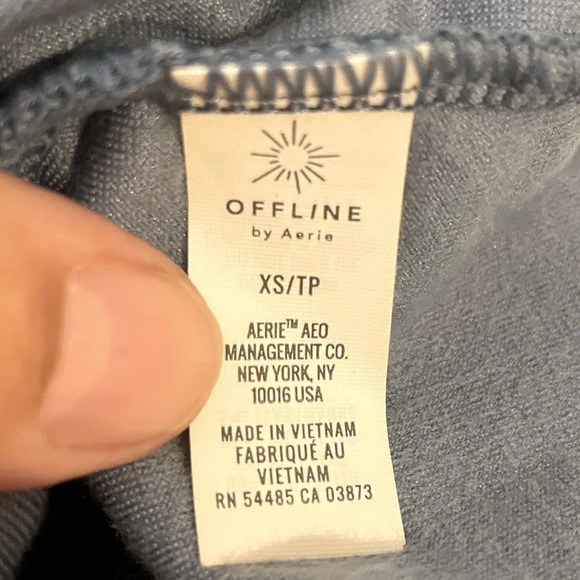 OFFLINE
by Aerie
XS/TP
AERIE™ AEO
MANAGEMENT CO.
NEW YORK, NY
10016 USA
MADE IN VIETNAM
FABRIQUÉ AU
VIETNAM
RN 54485 CA 03873